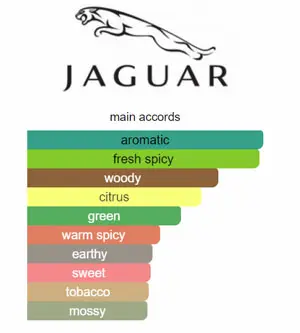 JAGUAR
main accords
aromatic
fresh spicy
woody
citrus
green
warm spicy
earthy
sweet
tobacco
mossy